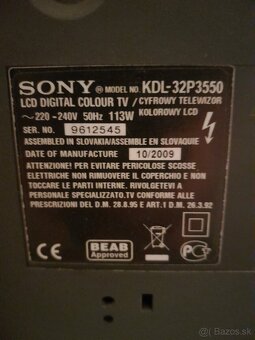 SONY ® MODEL NO. KDL-32P3550
LCD DIGITAL COLOUR TV / CYFROWY TELEWIZOR
~220-240V 50Hz 113W KOLOROWY LCD
SER. NO. 9612545
ASSEMBLED IN SLOVAKIA/ASSEMBLE EN SLOVAQUIE
DATE OF MANUFACTURE 10/2009
ATTENZIONE! PER EVITARE PERICOLOSE SCOSSE
ELETTRICHE NON RIMUOVERE IL COPERCHIO E NON
TOCCARE LE PARTI INTERNE. RIVOLGETEVI A
PERSONALE SPECIALIZZATO.TV CONFORME ALLE
PRESCRIZIONI DEL D.M. 28.8.95 E ART.1 D.M. 26.3.92
CE
BEAB
Approved
PG
© bazos.sk